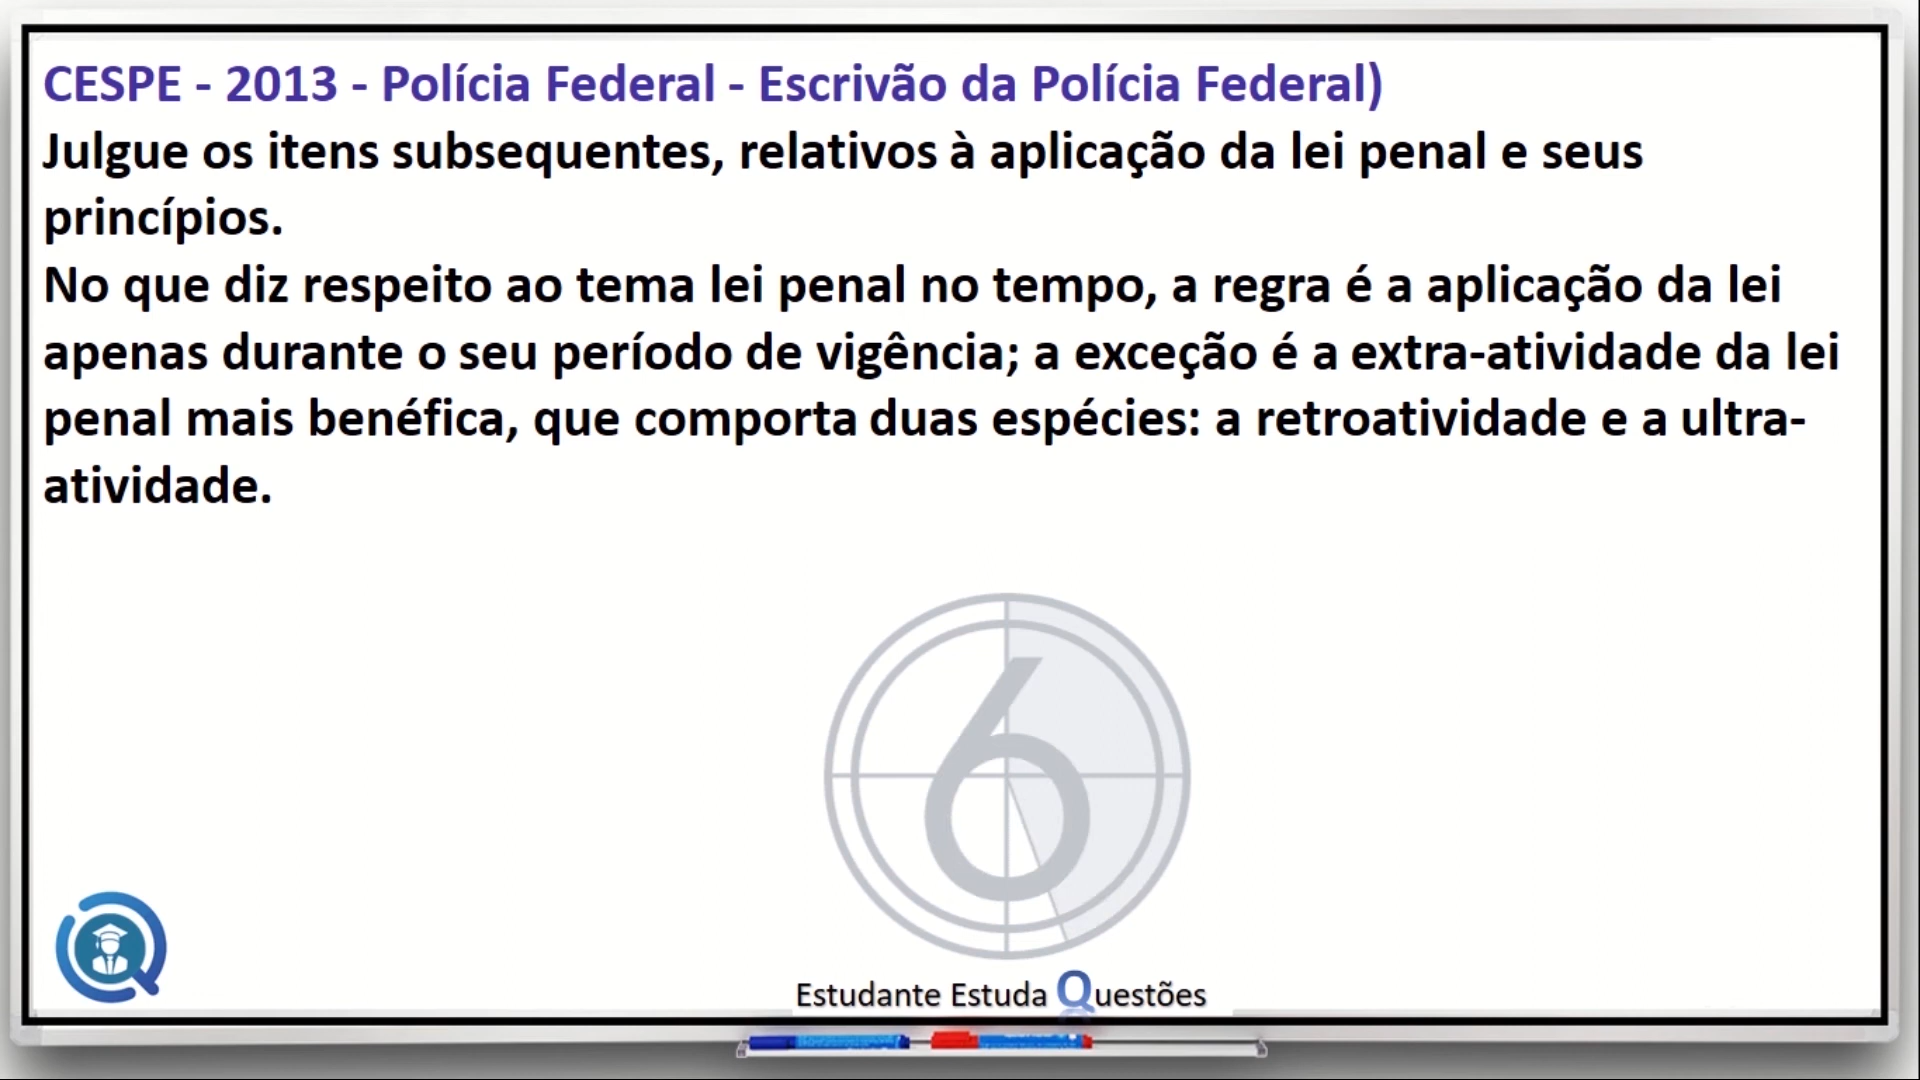 CESPE - 2013 - Polícia Federal - Escrivão da Polícia Federal)
Julgue os itens subsequentes, relativos à aplicação da lei penal e seus
princípios.
No que diz respeito ao tema lei penal no tempo, a regra é a aplicação da lei
apenas durante o seu período de vigência; a exceção é a extra-atividade da lei
penal mais benéfica, que comporta duas espécies: a retroatividade e a ultra-
atividade.
6
Estudante Estuda Questões